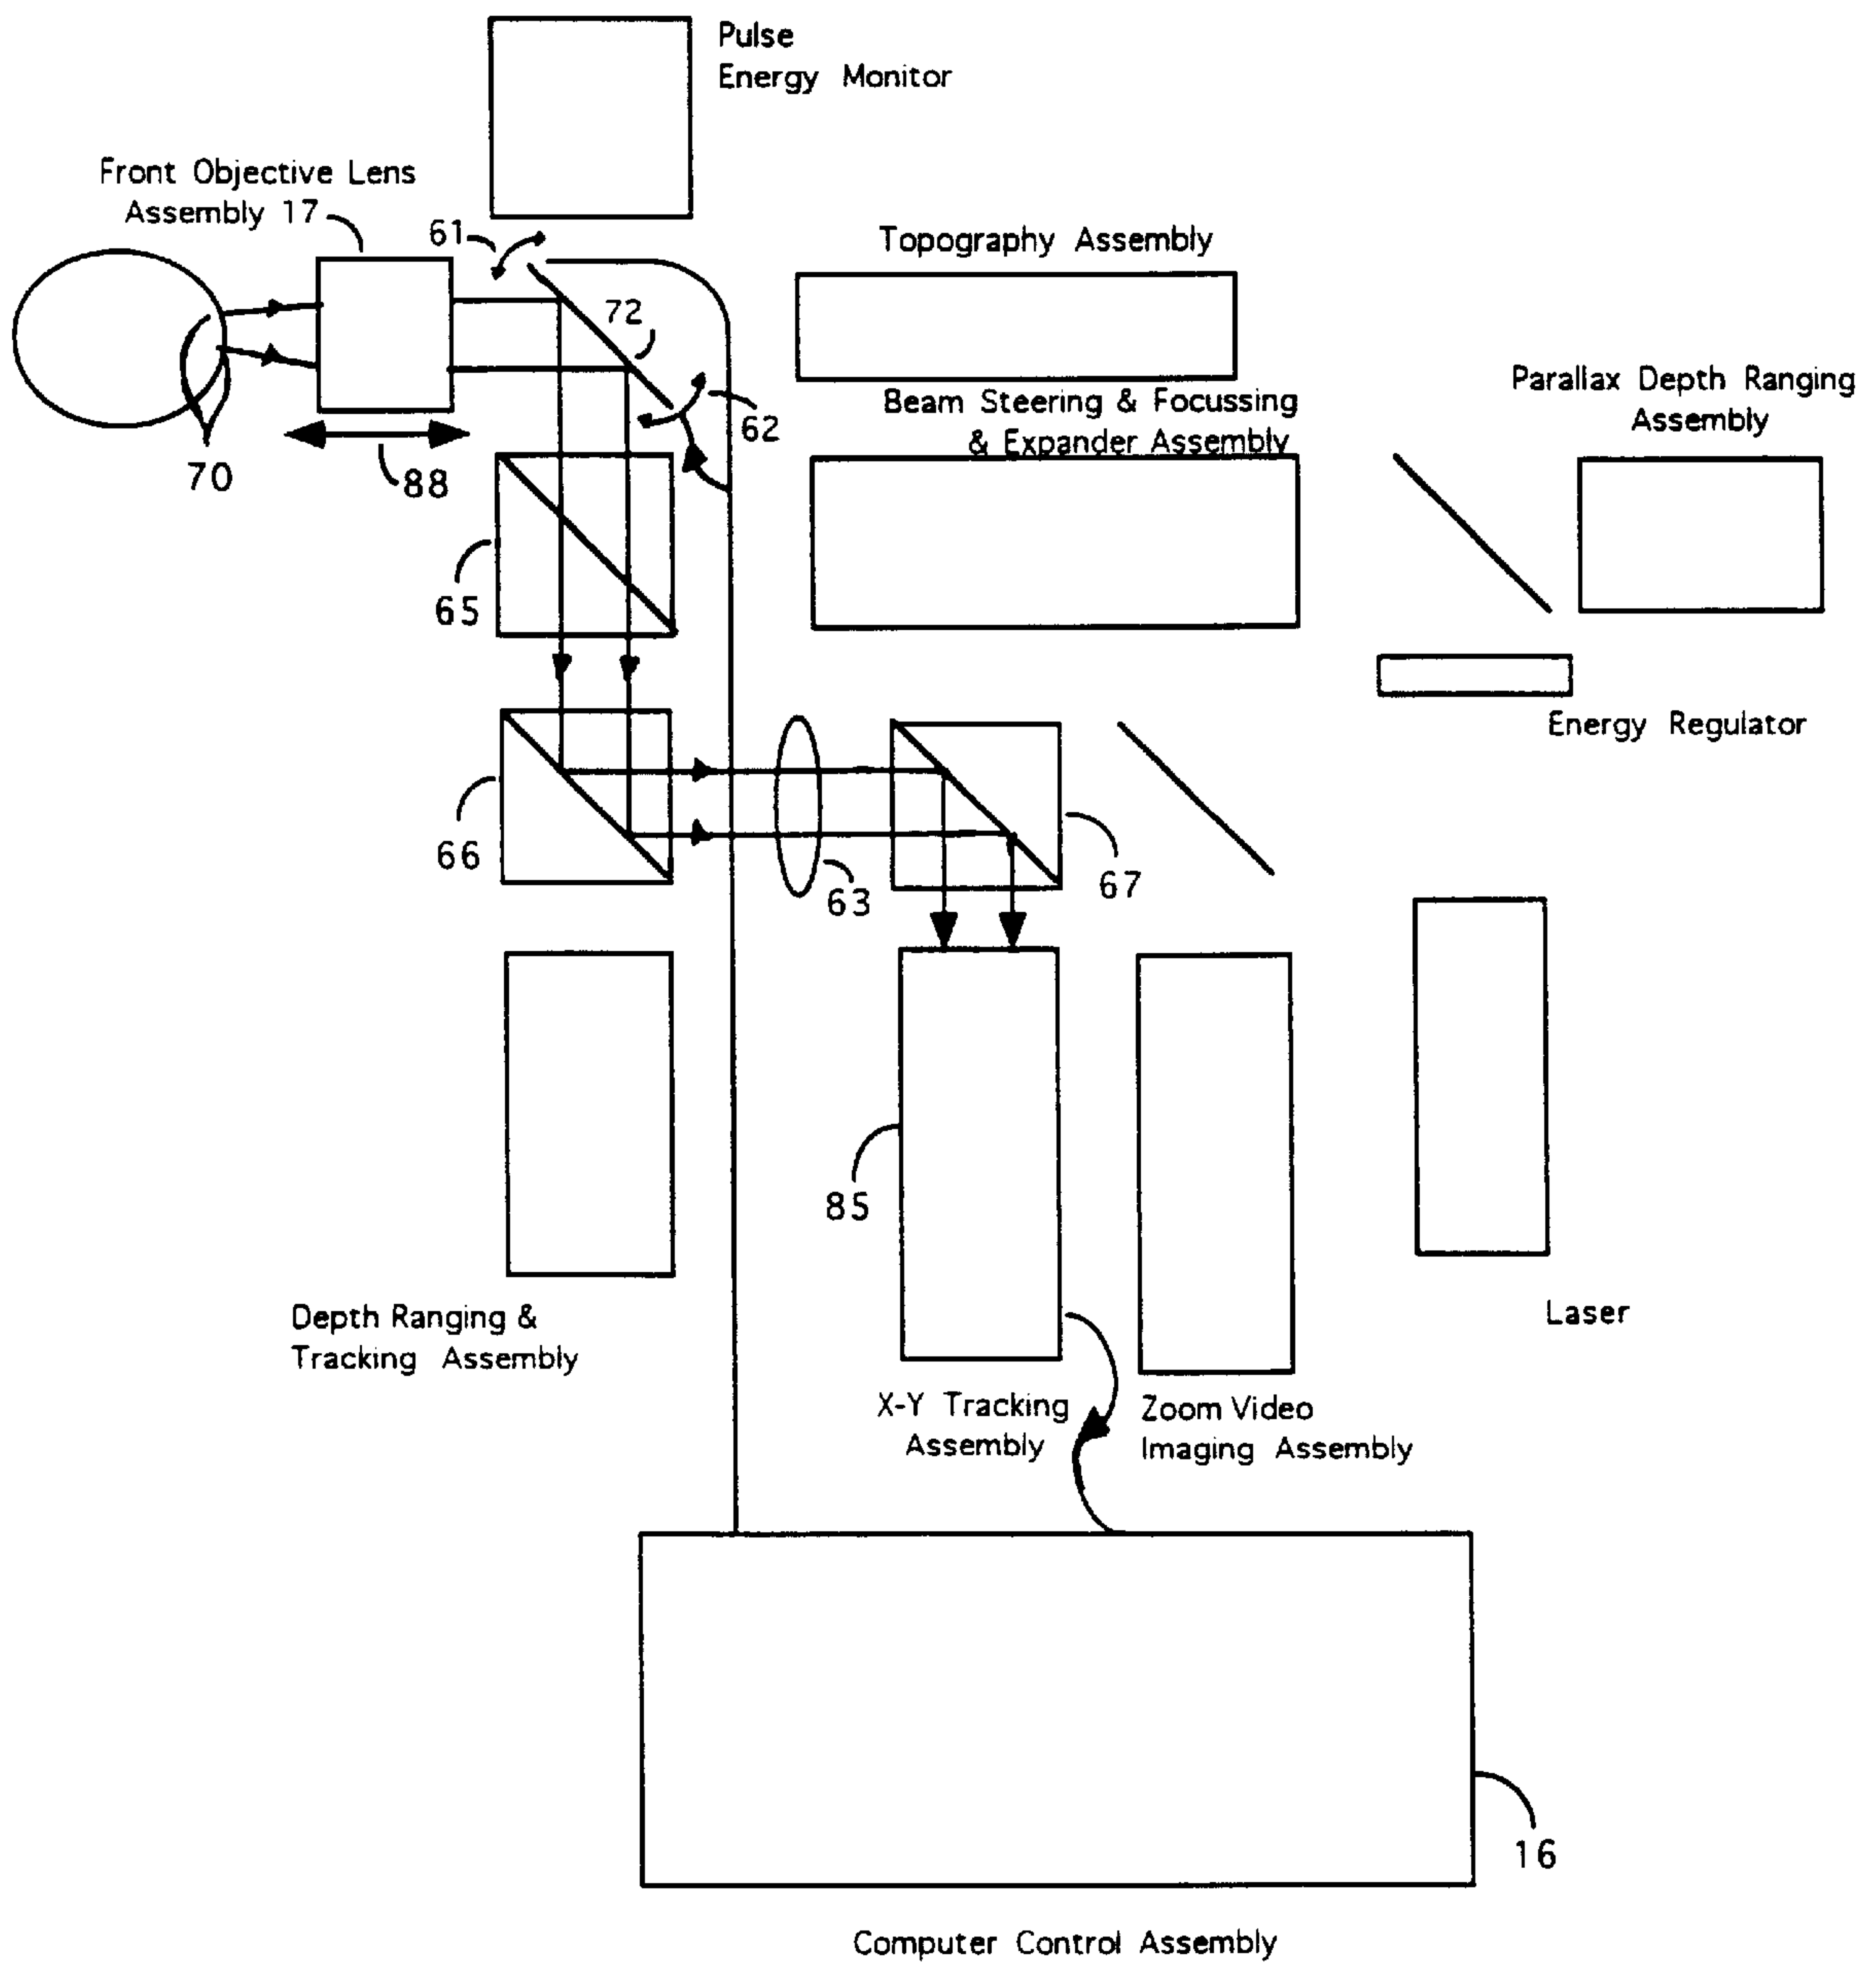 Pulse
Energy Monitor
Front Objective Lens
Assembly 17
61
Topography Assembly
72
Parallax Depth Ranging
Assembly
Beam Steering & Focussing
& Expander Assembly
62
70
88
65
Energy Regulator
66
63
67
85
Depth Ranging &
Tracking Assembly
Laser
X-Y Tracking
Assembly
Zoom Video
Imaging Assembly
16
Computer Control Assembly